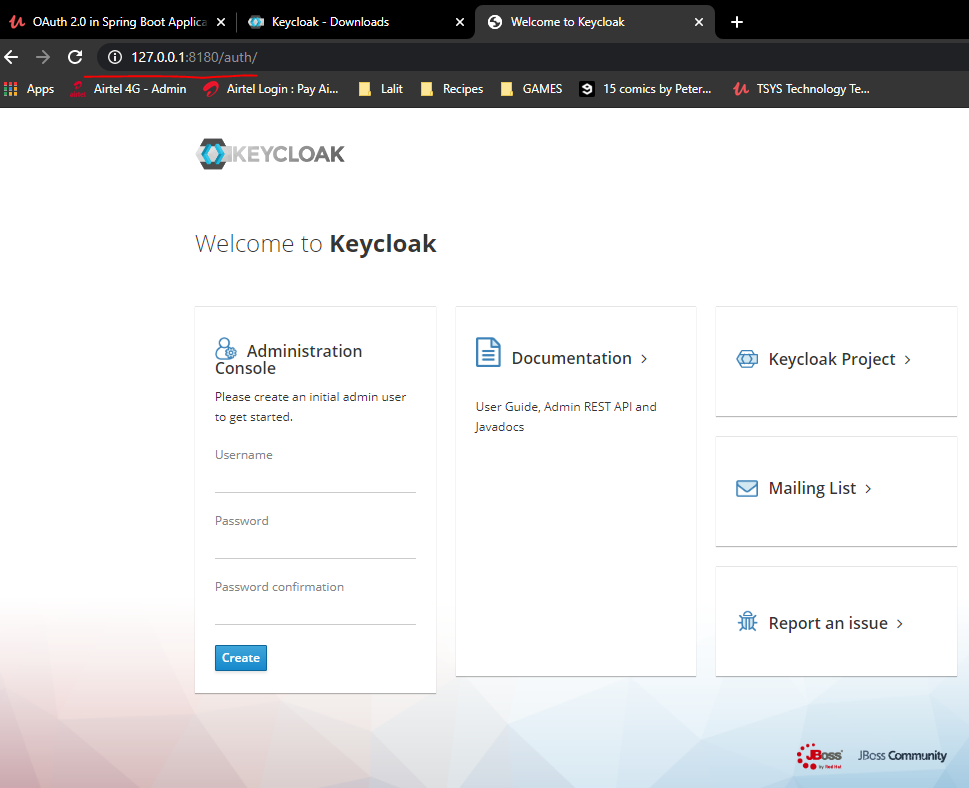 OAuth 2.0 in Spring Boot Applica
Keycloak - Downloads
Welcome to Keycloak
127.0.0.1:8180/auth/
Apps
Airtel 4G - Admin
Airtel Login : Pay Ai...
Lalit
Recipes
GAMES
15 comics by Peter...
TSYS Technology Te...
KEYCLOAK
Welcome to Keycloak
Administration
Console
Please create an initial admin user
to get started.
Username
Password
Password confirmation
Create
Documentation
User Guide, Admin REST API and
Javadocs
Keycloak Project
Mailing List
Report an issue
JBoss
by Red Hat
JBoss Community